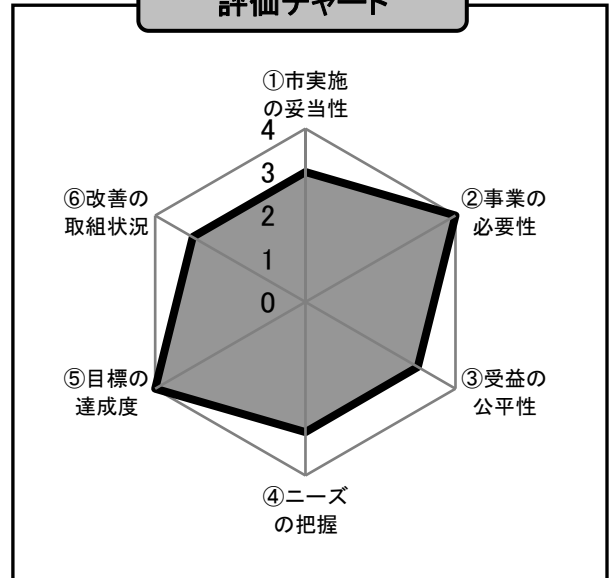 評価チャート
①市実施
の妥当性
4
3
2
1
0
②事業の
必要性
③受益の
公平性
④ニーズ
の把握
⑤目標の
達成度
⑥改善の
取組状況